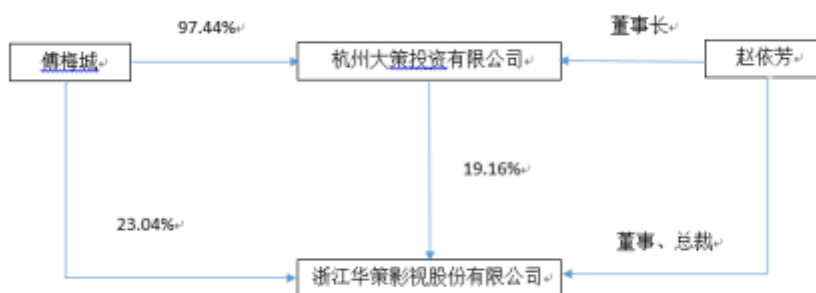 97.44%
董事长
傅梅城
杭州大策投资有限公司
赵依芳
19.16%
23.04%
董事、总裁
浙江华策影视股份有限公司